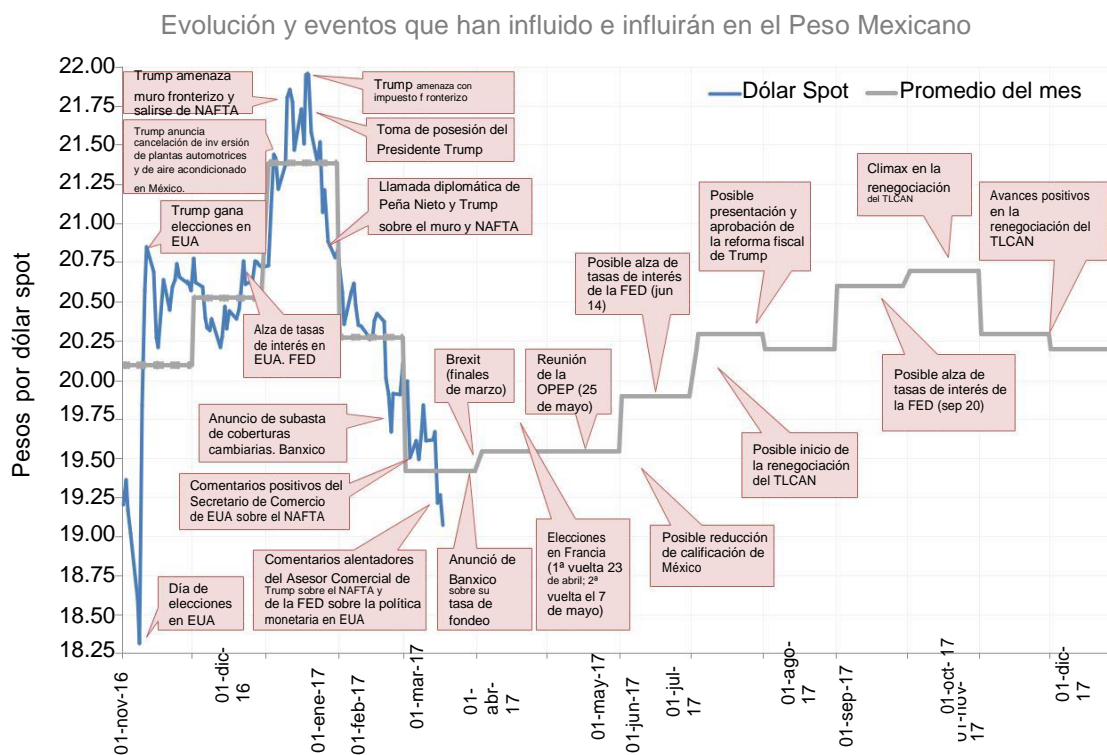 Evolución y eventos que han influido e influirán en el Peso Mexicano
Pesos por dólar spot
22.00
21.75
21.50
21.25
21.00
20.75
20.50
20.25
20.00
19.75
19.50
19.25
19.00
18.75
18.50
18.25
Dólar Spot
Promedio del mes
Trump amenaza
muro fronterizo y
salirse de NAFTA
Trump amenaza con
impuesto f ronterizo
Trump anuncia
cancelación de inv ersión
de plantas automotrices
y de aire acondicionado
en México.
Toma de posesión del
Presidente Trump
Trump gana
elecciones en
EUA
Llamada diplomática de
Peña Nieto y Trump
sobre el muro y NAFTA
Alza de tasas
de interés en
EUA. FED
Anuncio de subasta
de coberturas
cambiarias. Banxico
Comentarios positivos del
Secretario de Comercio
de EUA sobre el NAFTA
Comentarios alentadores
del Asesor Comercial de
Trump sobre el NAFTA y
de la FED sobre la política
monetaria en EUA
Día de
elecciones
en EUA
Brexit
(finales
de marzo)
Anunció de
Banxico
sobre su
tasa de
fondeo
Reunión
de la
OPEP (25
de mayo)
Elecciones
en Francia
(1ª vuelta 23
de abril; 2ª
vuelta el 7
de mayo)
Posible alza de
tasas de interés
de la FED (jun
14)
Posible reducción
de calificación de
México
Posible
presentación y
aprobación de
la reforma fiscal
de Trump
Posible inicio de
la renegociación
del TLCAN
Climax en la
renegociación
del TLCAN
Posible alza de
tasas de interés de
la FED (sep 20)
Avances positivos
en la
renegociación del
TLCAN
01-nov-16
01-dic-
16
01-ene-17
01-feb-17
01-mar-17
01-
abr-
17
01-may-17
01-jun-17
01-jul-
17
01-ago-
17
01-sep-17
01-oct- 17
01-nov-
17
01-dic-
17